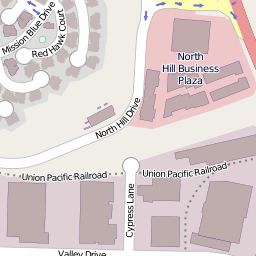 Mission Blue Drive
Red Hawk Court
North
Hill Business
Plaza
North Hill Drive
Union Pacific Railroad
Union Pacific Railroad
Cypress Lane
Valley Drive